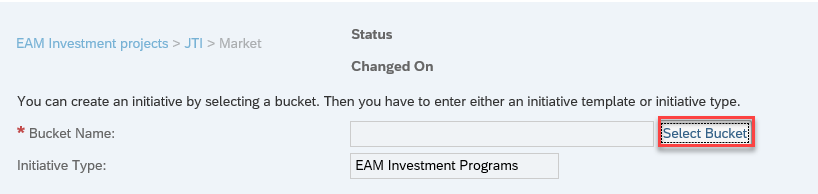 Status
EAM Investment projects > JTI > Market
Changed On
You can create an initiative by selecting a bucket. Then you have to enter either an initiative template or initiative type.
* Bucket Name: Select Bucket
Initiative Type: EAM Investment Programs